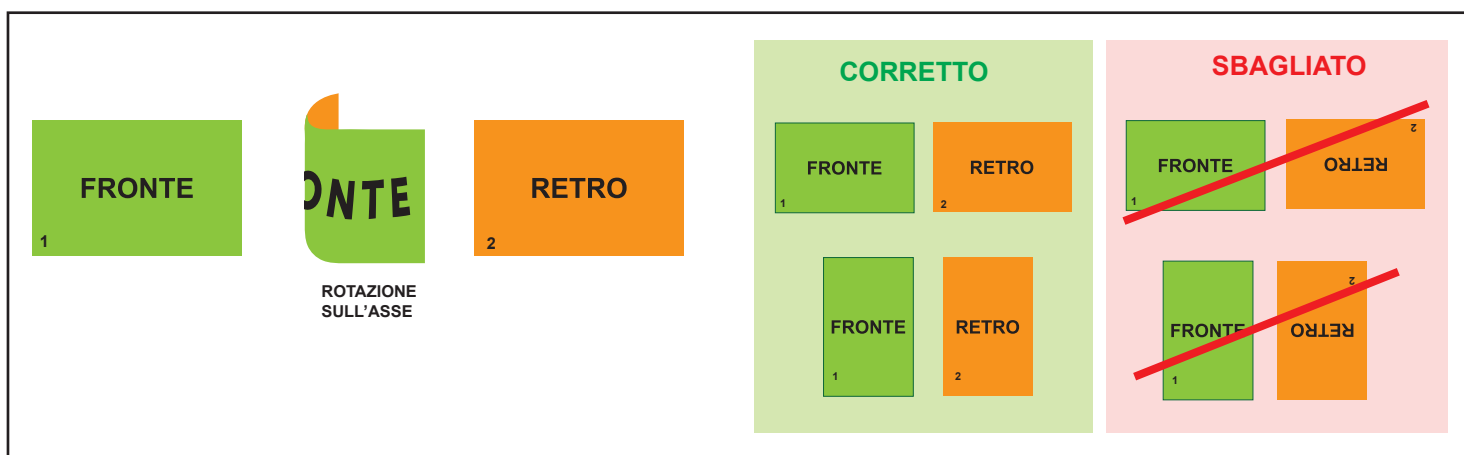 FRONTE
1
ONTE
ROTAZIONE
SULL'ASSE
RETRO
2
CORRETTO
FRONTE
1
RETRO
2
FRONTE
1
RETRO
2
SBAGLIATO
FRONTE
1
RETRO
2
FRONTE
1
RETRO
2